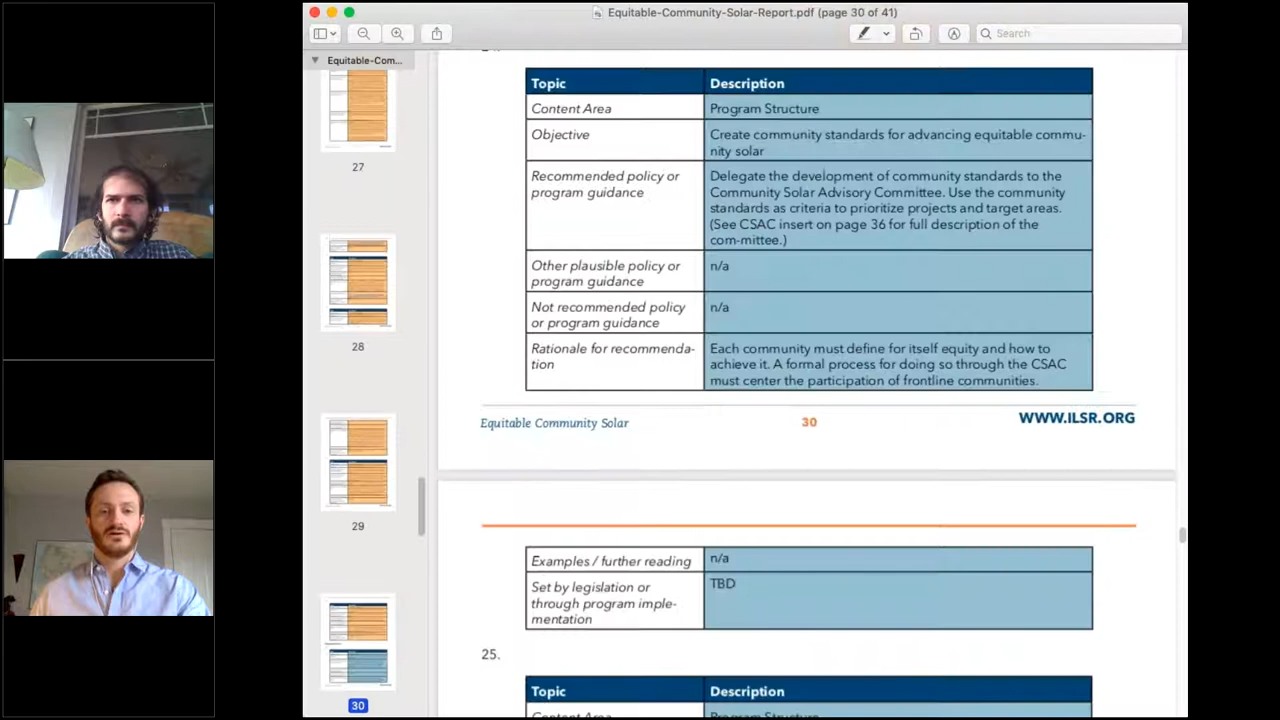 Equitable-Community-Solar-Report.pdf (page 30 of 41)
Search
Equitable-Com...
27
28
29
30
Topic Description
Content Area Program Structure
Objective Create community standards for advancing equitable commu-
nity solar
Recommended policy or Delegate the development of community standards to the
program guidance Community Solar Advisory Committee. Use the community
standards as criteria to prioritize projects and target areas.
(See CSAC insert on page 36 for full description of the
com-mittee.)
Other plausible policy or n/a
program guidance
Not recommended policy n/a
or program guidance
Rationale for recommenda- Each community must define for itself equity and how to
tion achieve it. A formal process for doing so through the CSAC
must center the participation of frontline communities.
Equitable Community Solar 30 WWW.ILSR.ORG
Examples / further reading n/a
Set by legislation or TBD
through program imple-
mentation
25.
Topic Description
Content Area Program Structure